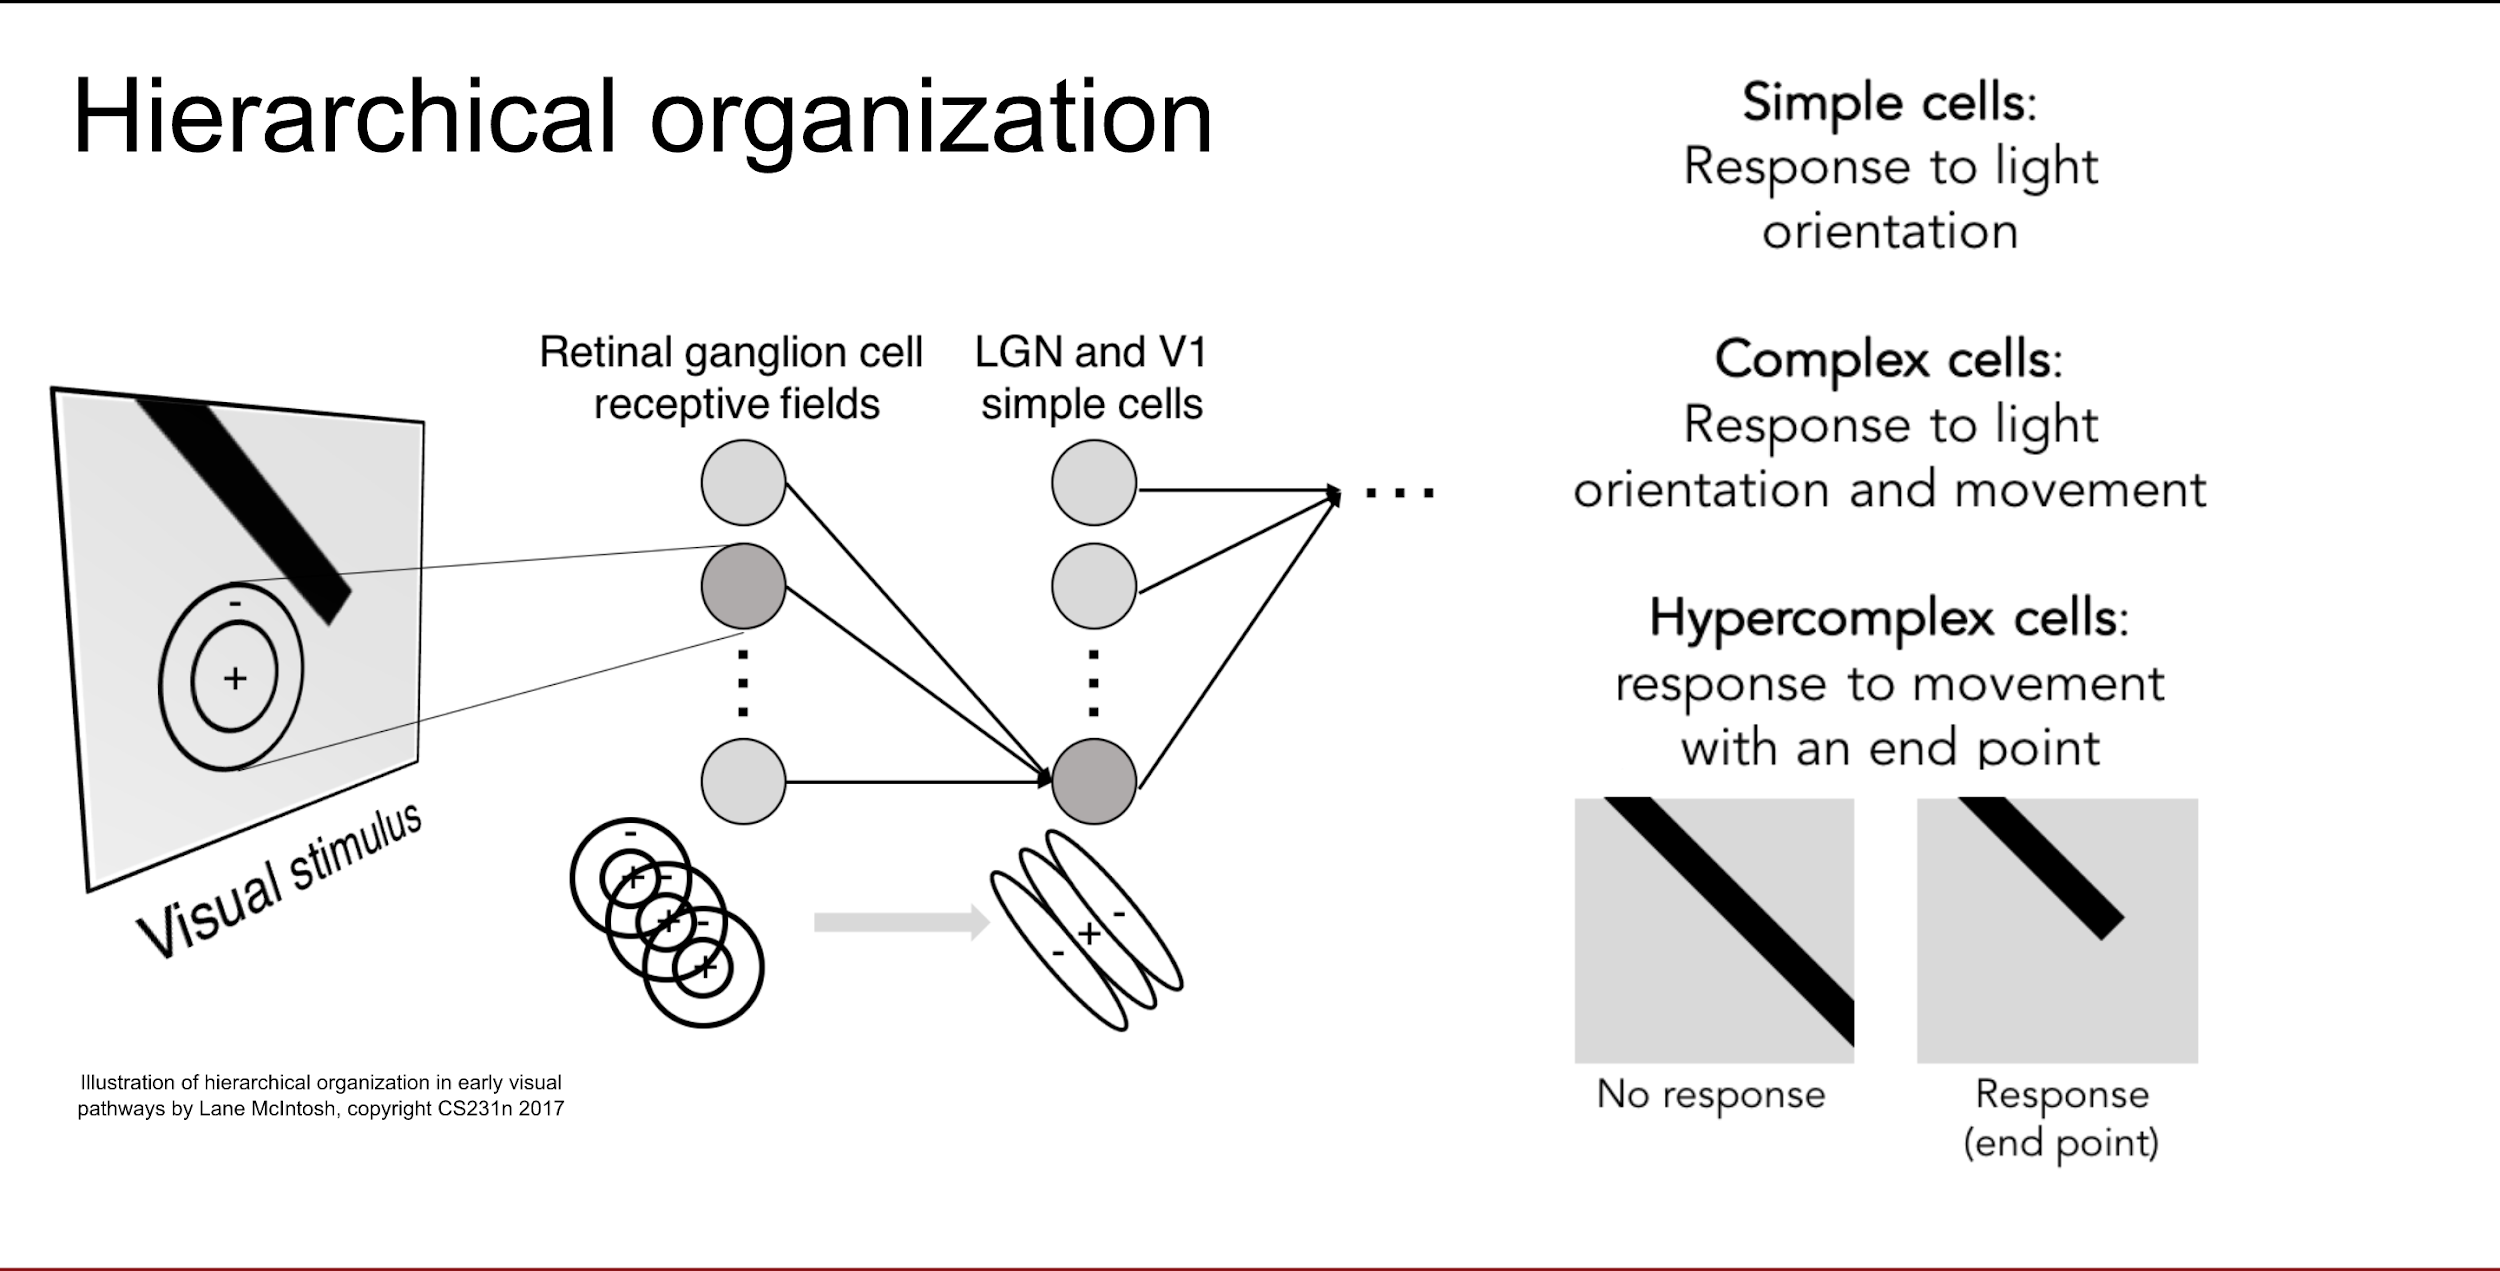 Hierarchical organization
Simple cells:
Response to light
orientation
Complex cells:
Response to light
orientation and movement
Hypercomplex cells:
response to movement
with an end point
No response
Response
(end point)
Retinal ganglion cell
receptive fields
LGN and V1
simple cells
...
-
+
Visual stimulus
-
+
-
+
-
+
-
+
-
Illustration of hierarchical organization in early visual
pathways by Lane McIntosh, copyright CS231n 2017